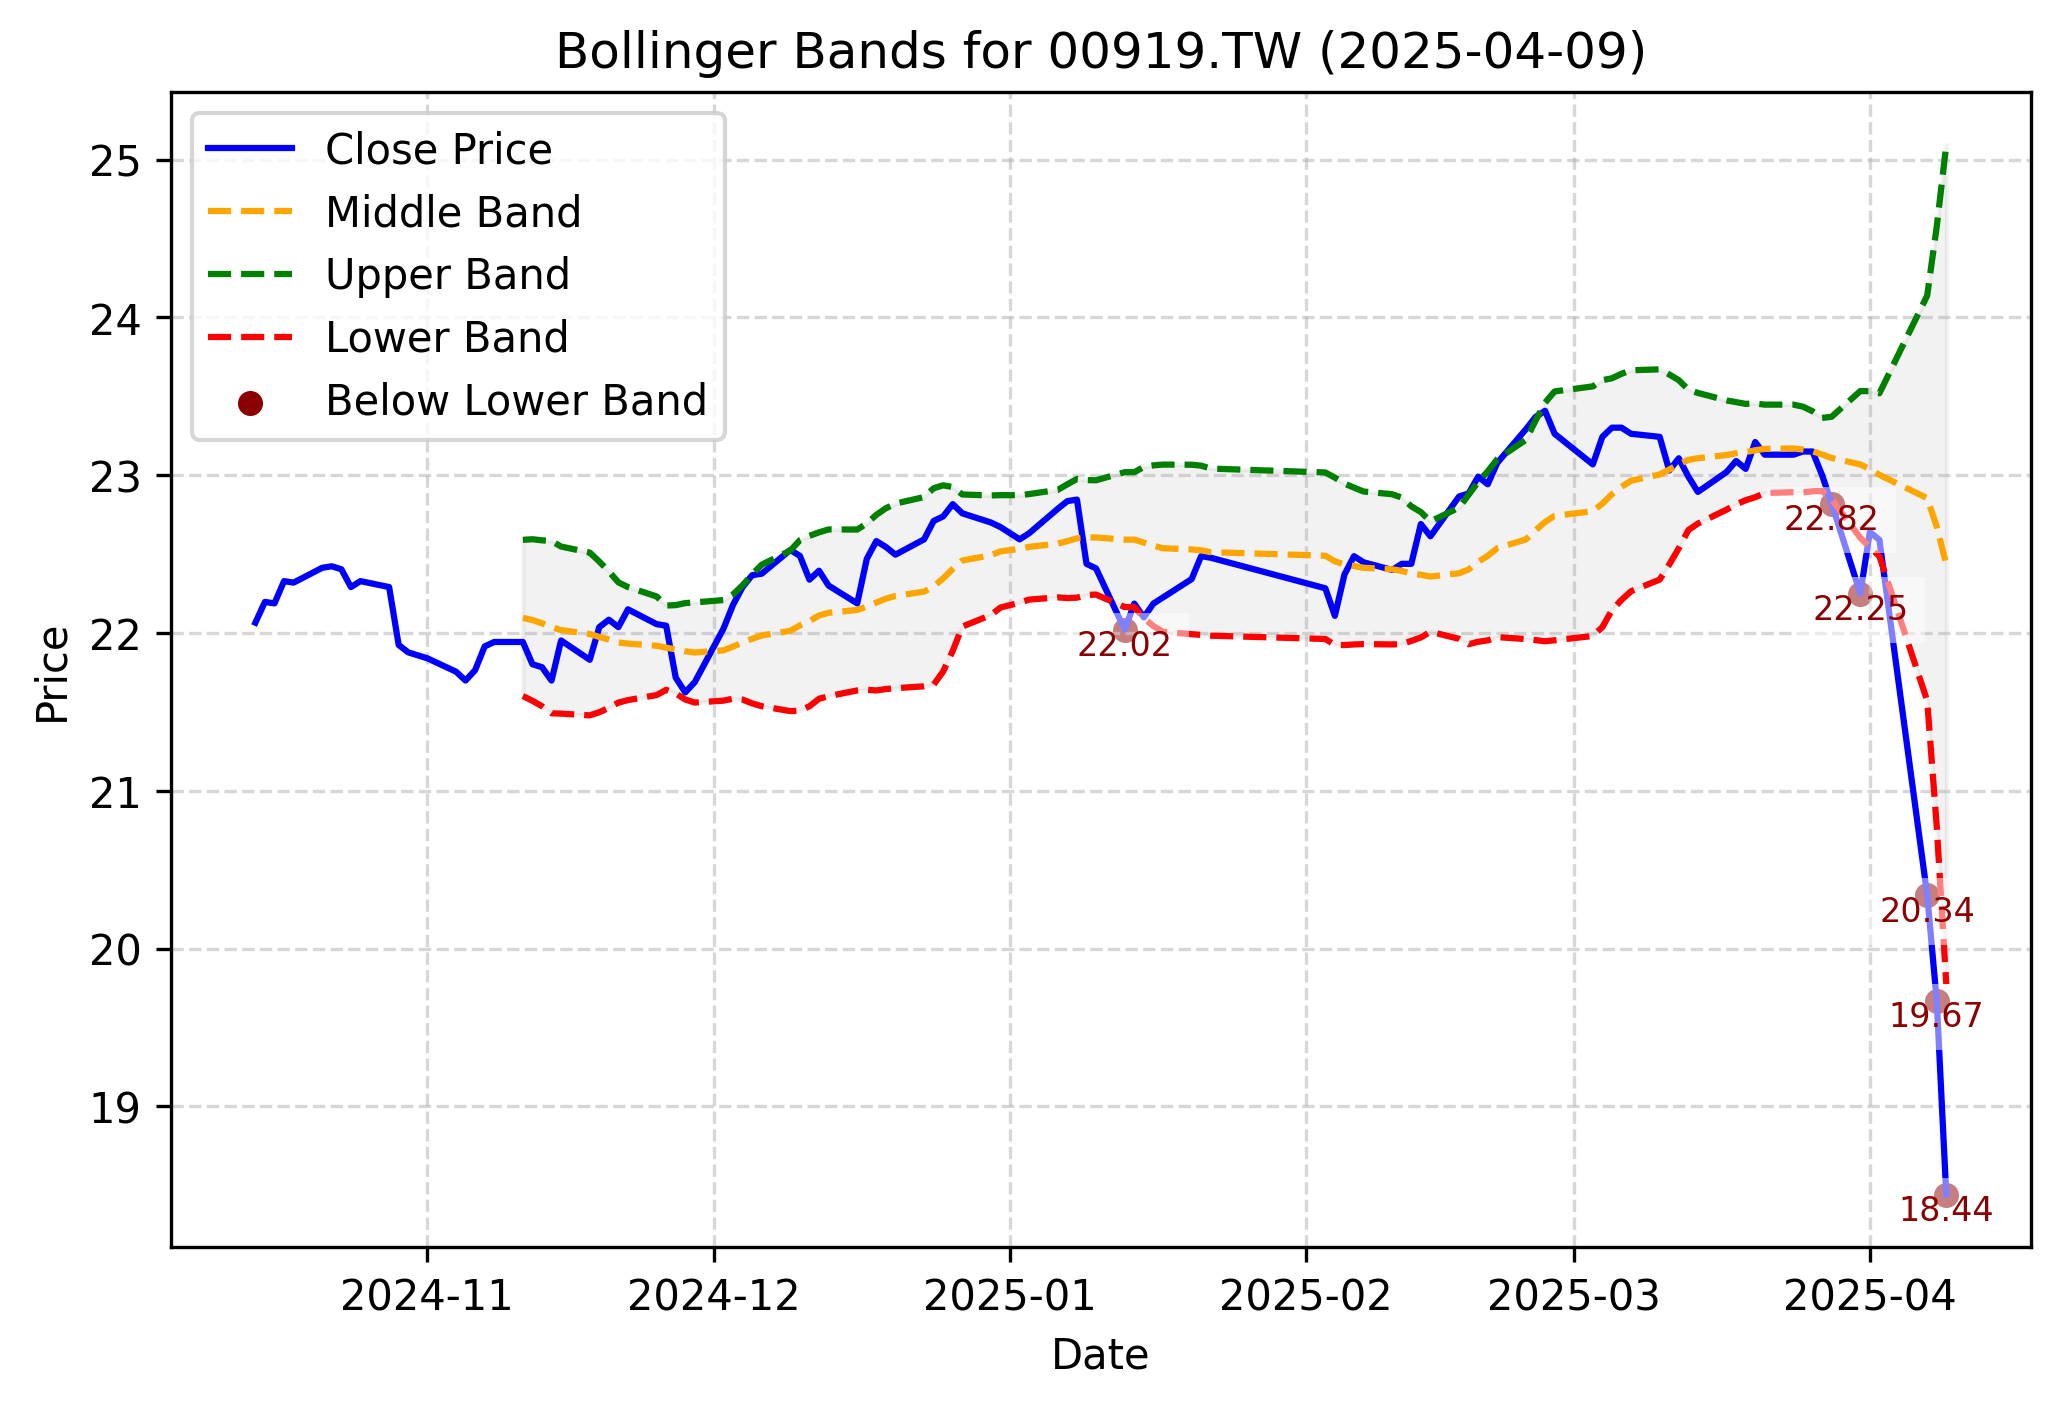 Bollinger Bands for 00919.TW (2025-04-09)
Close Price
Middle Band
Upper Band
Lower Band
Below Lower Band
Price
25
24
23
22
21
20
19
22.02
22.82
22.25
20.34
19.67
18.44
2024-11
2024-12
2025-01
2025-02
2025-03
2025-04
Date